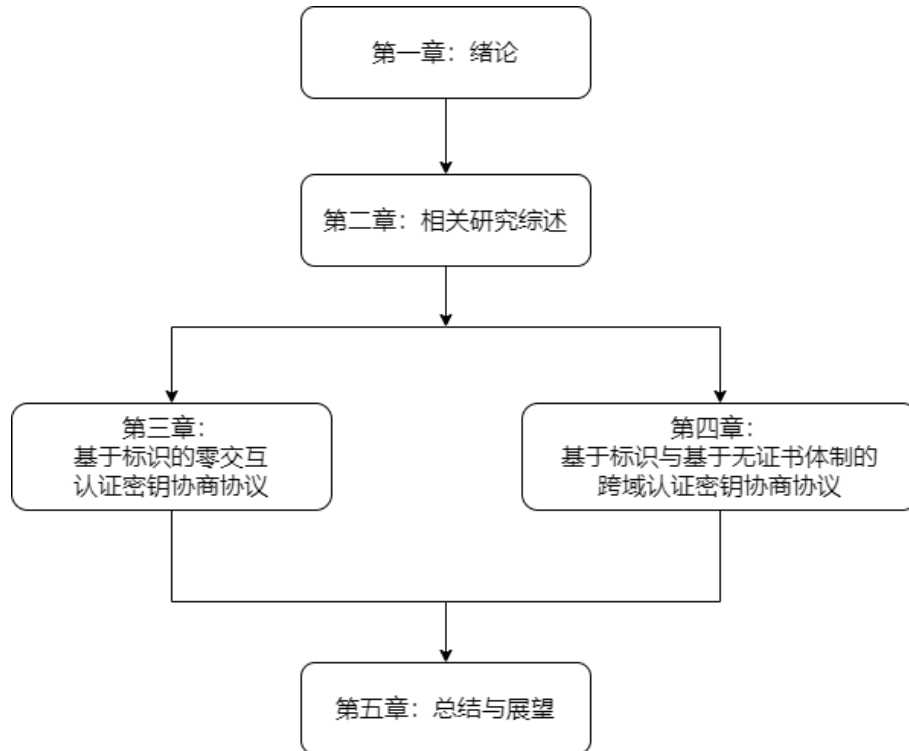 第一章：绪论
第二章：相关研究综述
第三章：
基于标识的零交互
认证密钥协商协议
第四章：
基于标识与基于无证书体制的
跨域认证密钥协商协议
第五章：总结与展望